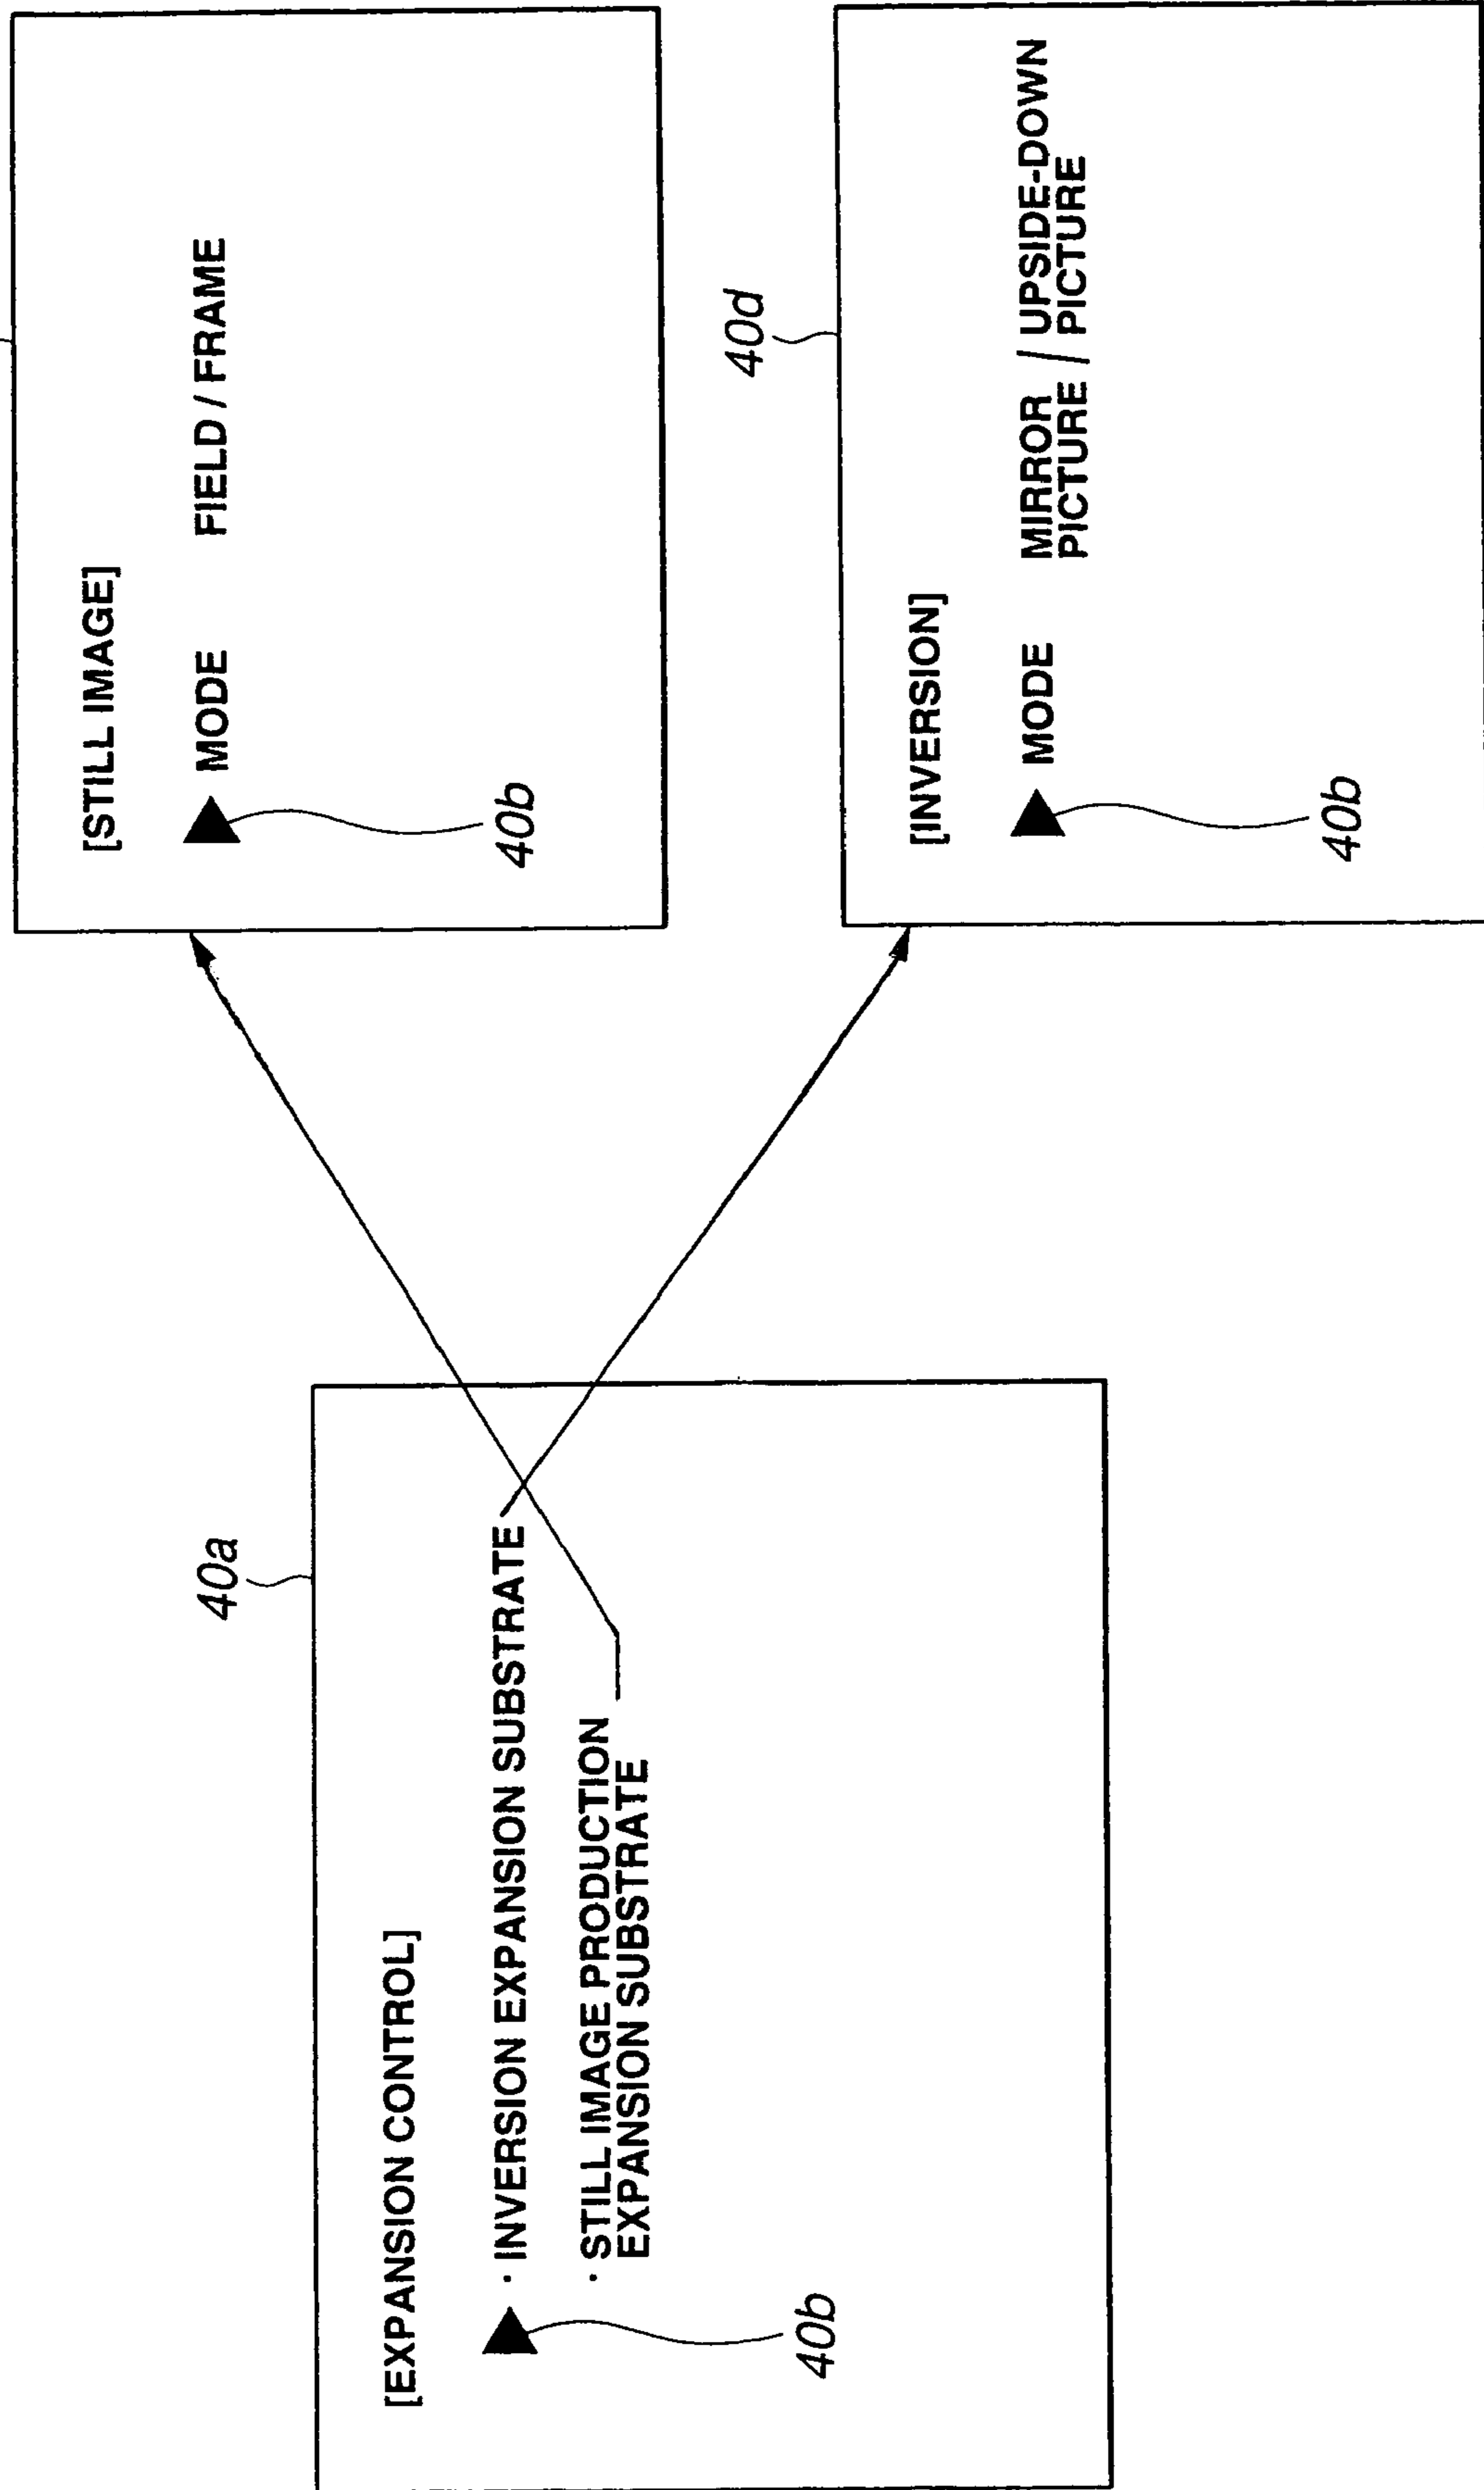 40a
[EXPANSION CONTROL]
· INVERSION EXPANSION SUBSTRATE
· STILL IMAGE PRODUCTION
EXPANSION SUBSTRATE
40b
[STILL IMAGE]
MODE FIELD / FRAME
40b
40d
[INVERSION]
MODE MIRROR / UPSIDE-DOWN
PICTURE / PICTURE
40b